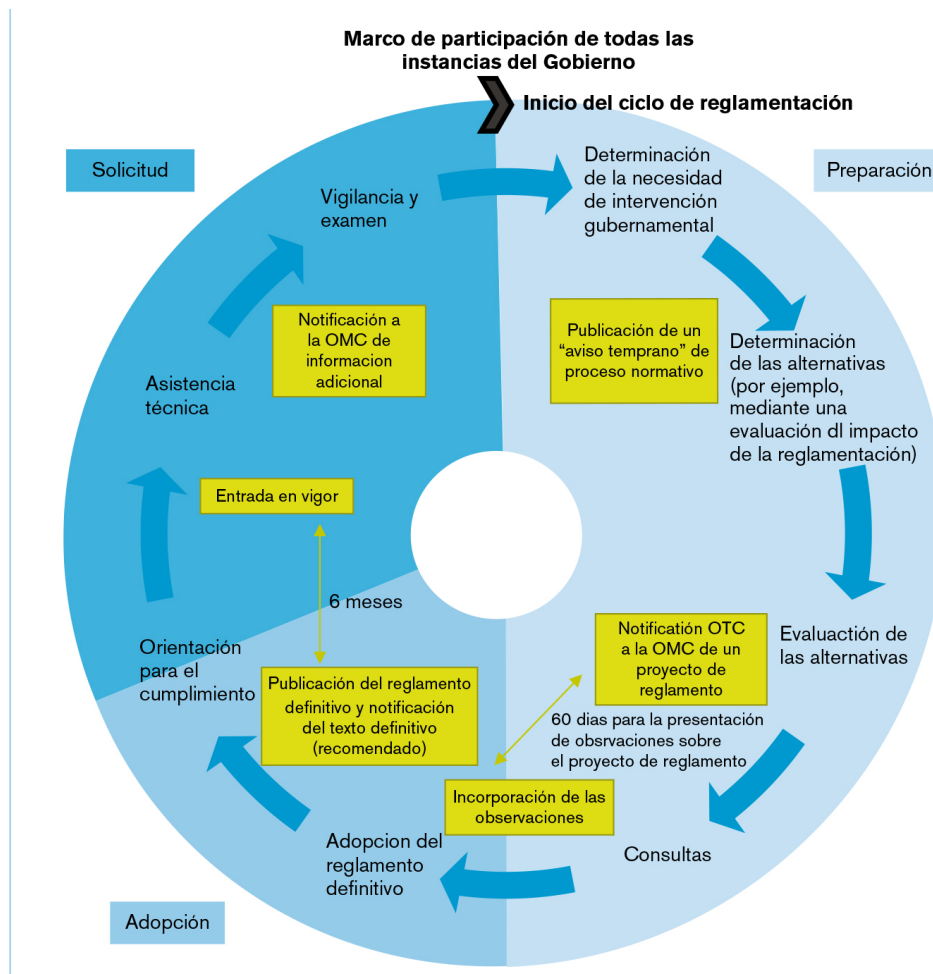 Marco de participación de todas las
instancias del Gobierno
Inicio del ciclo de reglamentación
Solicitud
Preparación
Determinación
de la necesidad
de intervención
gubernamental
Vigilancia y
examen
Notificación a
la OMC de
informacion
adicional
Publicación de un
“aviso temprano” de
proceso normativo
Determinación
de las alternativas
(por ejemplo,
mediante una
evaluación dl impacto
de la reglamentación)
Asistencia
técnica
Entrada en vigor
6 meses
Notificatión OTC
a la OMC de un
proyecto de
reglamento
Evaluactión de
las alternativas
Orientación
para el
cumplimiento
Publicación del reglamento
definitivo y notificación
del texto definitivo
(recomendado)
60 dias para la presentación
de obsrvaciones sobre
el proyecto de reglamento
Incorporación de las
observaciones
Consultas
Adopcion del
reglamento
definitivo
Adopción